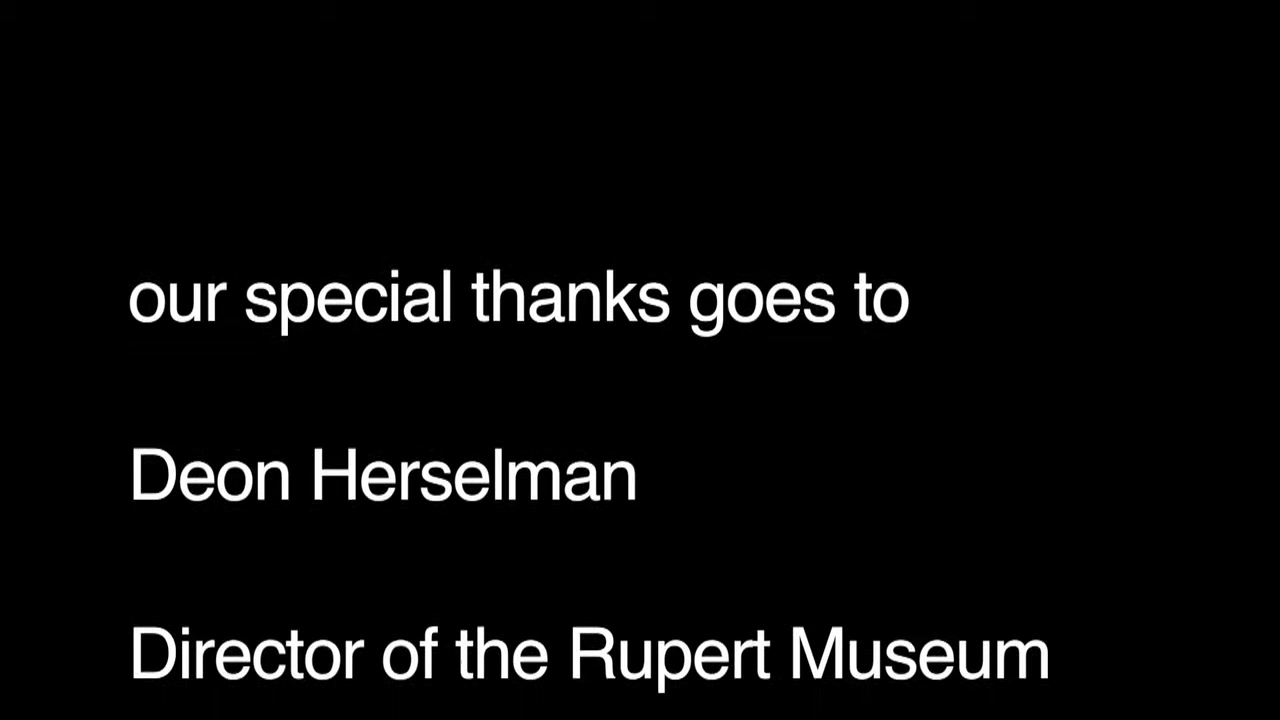 our special thanks goes to
Deon Herselman
Director of the Rupert Museum